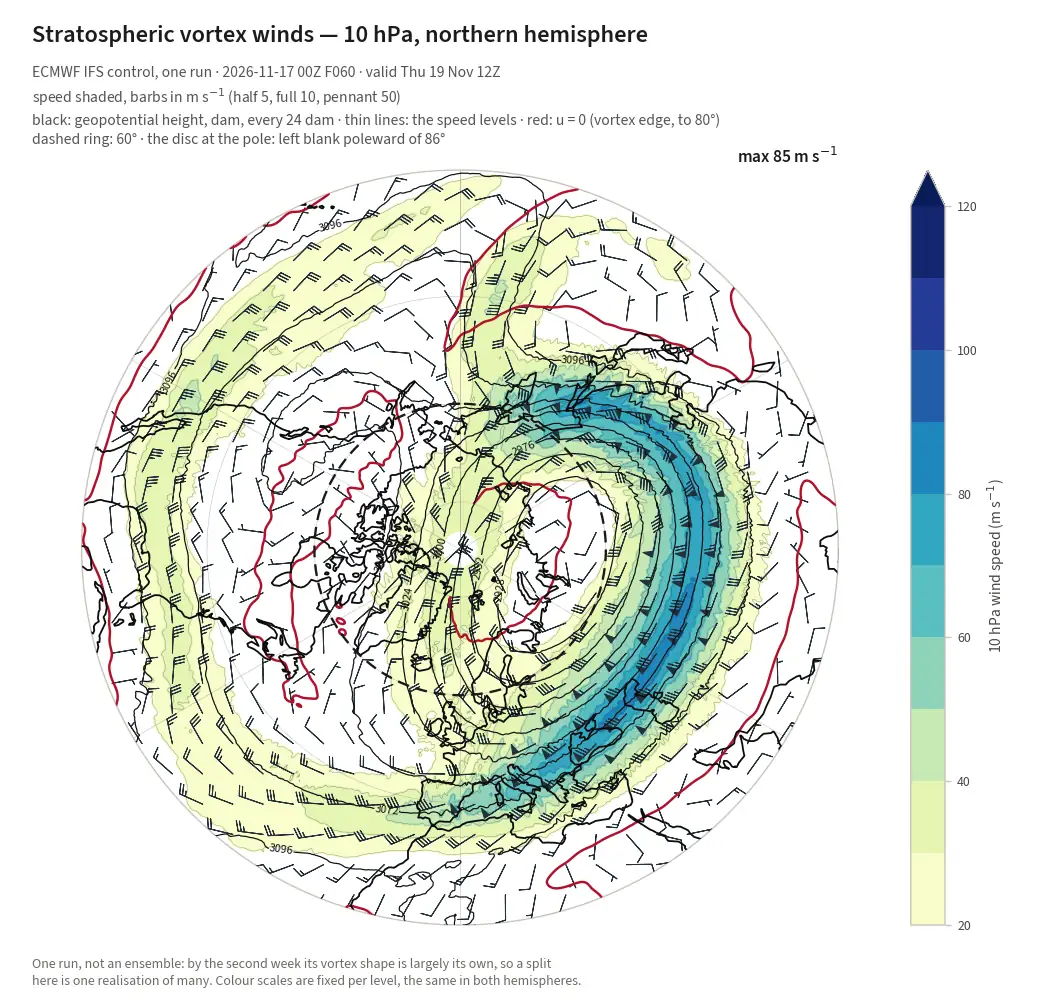 Stratospheric vortex winds — 10 hPa, northern hemisphere
ECMWF IFS control, one run · 2026-11-17 00Z F060 · valid Thu 19 Nov 12Z
speed shaded, barbs in m s⁻¹ (half 5, full 10, pennant 50)
black: geopotential height, dam, every 24 dam · thin lines: the speed levels · red: u = 0 (vortex edge, to 80°)
dashed ring: 60° · the disc at the pole: left blank poleward of 86°
max 85 m s⁻¹
120
100
80
60
40
20
10 hPa wind speed (m s⁻¹)
3096
3096
3096
2976
3024
3072
3096
One run, not an ensemble: by the second week its vortex shape is largely its own, so a split
here is one realisation of many. Colour scales are fixed per level, the same in both hemispheres.